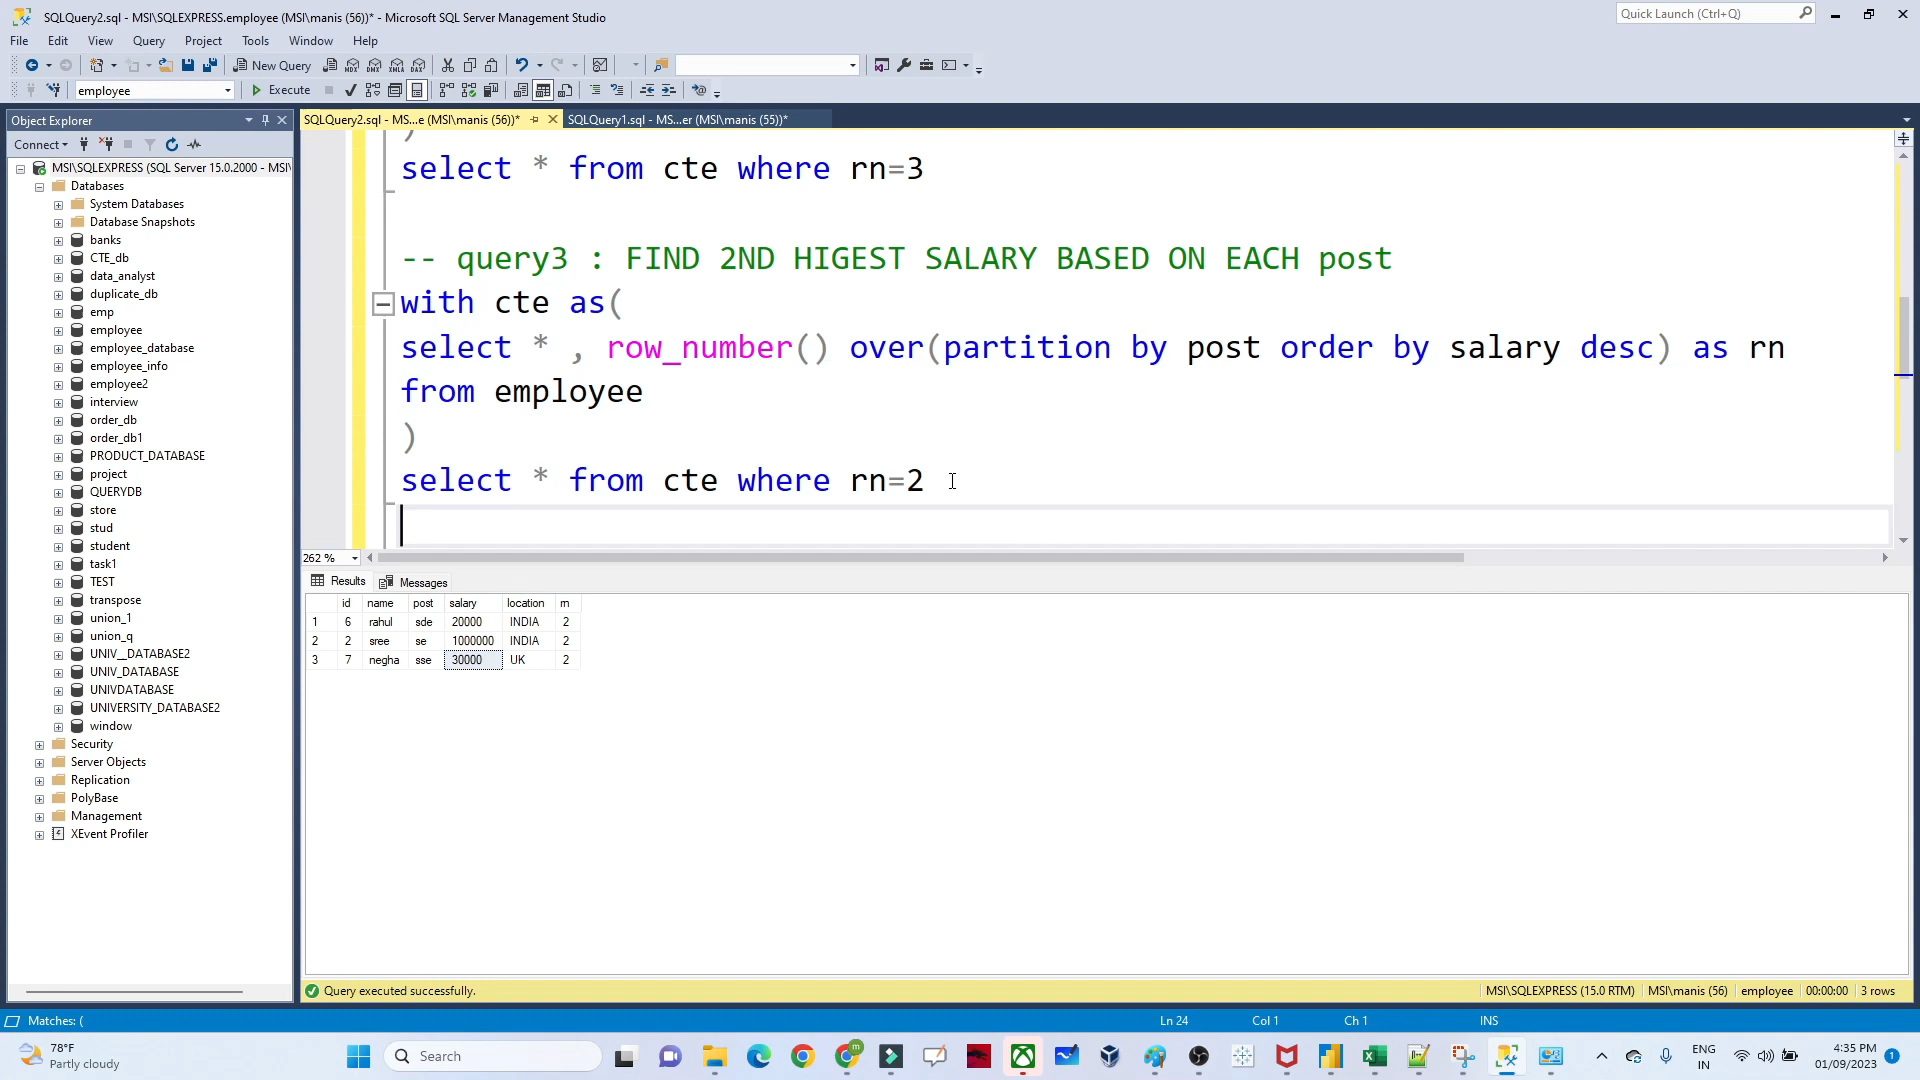 SQLQuery2.sql - MSI\SQLEXPRESS.employee (MSI\manis (56))* - Microsoft SQL Server Management Studio
Quick Launch (Ctrl+Q)
File Edit View Query Project Tools Window Help
New Query
employee
Execute
Object Explorer
SQLQuery2.sql - MS...e (MSI\manis (56))*
SQLQuery1.sql - MS...er (MSI\manis (55))*
Connect
MSI\SQLEXPRESS (SQL Server 15.0.2000 - MSI\
Databases
System Databases
Database Snapshots
banks
CTE_db
data_analyst
duplicate_db
emp
employee
employee_database
employee_info
employee2
interview
order_db
order_db1
PRODUCT_DATABASE
project
QUERYDB
store
stud
student
task1
TEST
transpose
union_1
union_q
UNIV__DATABASE2
UNIV_DATABASE
UNIVDATABASE
UNIVERSITY_DATABASE2
window
Security
Server Objects
Replication
PolyBase
Management
XEvent Profiler
)
select * from cte where rn=3
-- query3 : FIND 2ND HIGEST SALARY BASED ON EACH post
with cte as(
select * , row_number() over(partition by post order by salary desc) as rn
from employee
)
select * from cte where rn=2
262 %
Results Messages
id name post salary location rn
1 6 rahul sde 20000 INDIA 2
2 2 sree se 1000000 INDIA 2
3 7 negha sse 30000 UK 2
Query executed successfully.
MSI\SQLEXPRESS (15.0 RTM) MSI\manis (56) employee 00:00:00 3 rows
Matches: (
Ln 24 Col 1 Ch 1 INS
78°F
Partly cloudy
Search
ENG
IN
4:35 PM
01/09/2023
1